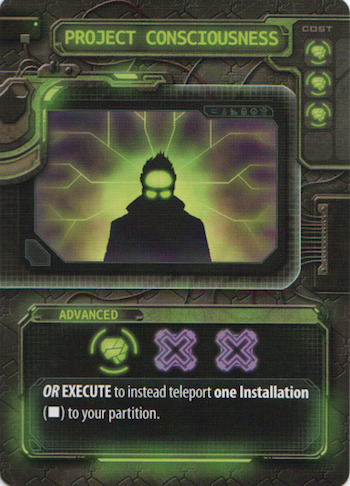 PROJECT CONSCIOUSNESS
COST
ADVANCED
OR EXECUTE to instead teleport one Installation
(■) to your partition.